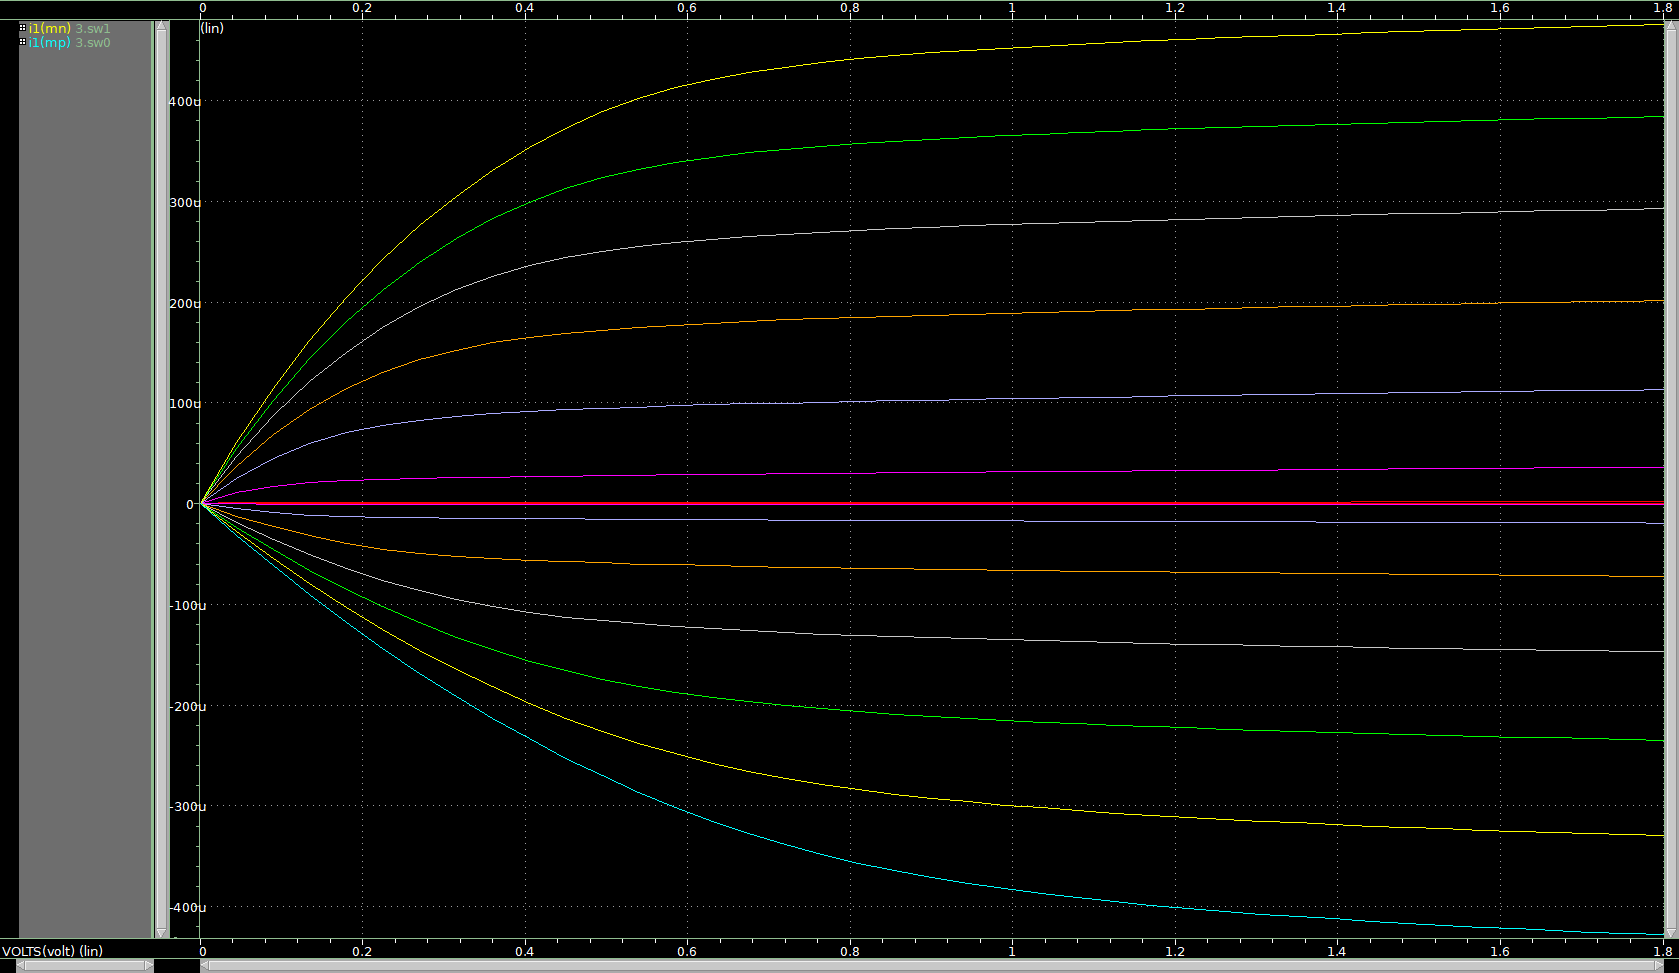 0 0.2 0.4 0.6 0.8 1 1.2 1.4 1.6 1.8
i1(mn) 3.sw1
i1(mp) 3.sw0
(lin)
400u
300u
200u
100u
0
-100u
-200u
-300u
-400u
VOLTS(volt) (lin)
0 0.2 0.4 0.6 0.8 1 1.2 1.4 1.6 1.8